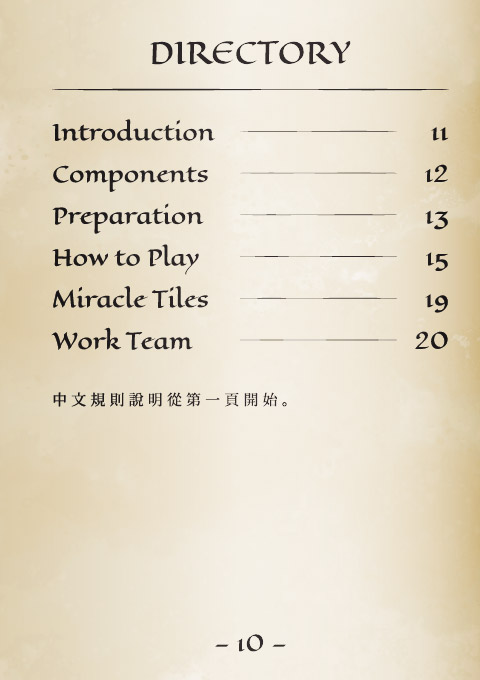 DIRECTORY
Introduction 11
Components 12
Preparation 13
How to Play 15
Miracle Tiles 19
Work Team 20
中文規則說明從第一頁開始。
– 10 –